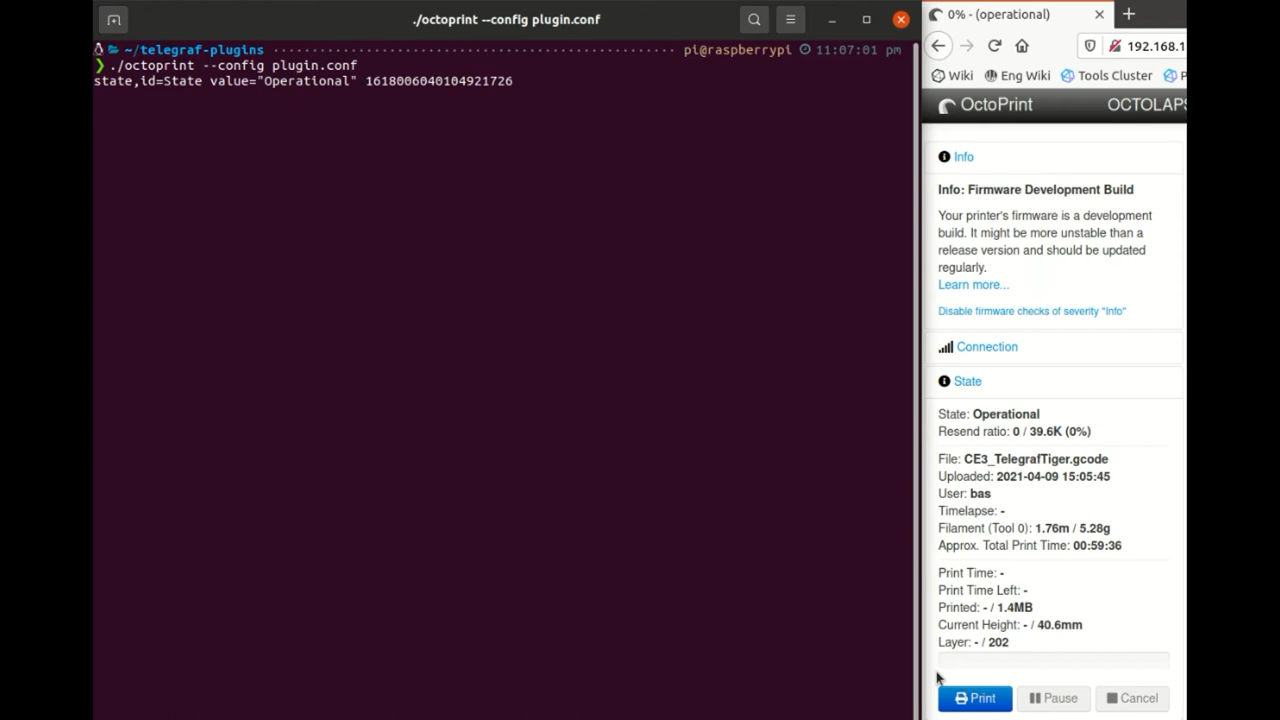 ./octoprint --config plugin.conf
~/telegraf-plugins pi@raspberrypi 11:07:01 pm
❯ ./octoprint --config plugin.conf
state,id=State value="Operational" 1618006040104921726
0% - (operational)
192.168.1
Wiki Eng Wiki Tools Cluster P
OctoPrint OCTOLAPS
Info
Info: Firmware Development Build
Your printer's firmware is a development
build. It might be more unstable than a
release version and should be updated
regularly.
Learn more...
Disable firmware checks of severity "Info"
Connection
State
State: Operational
Resend ratio: 0 / 39.6K (0%)
File: CE3_TelegrafTiger.gcode
Uploaded: 2021-04-09 15:05:45
User: bas
Timelapse: -
Filament (Tool 0): 1.76m / 5.28g
Approx. Total Print Time: 00:59:36
Print Time: -
Print Time Left: -
Printed: - / 1.4MB
Current Height: - / 40.6mm
Layer: - / 202
Print Pause Cancel